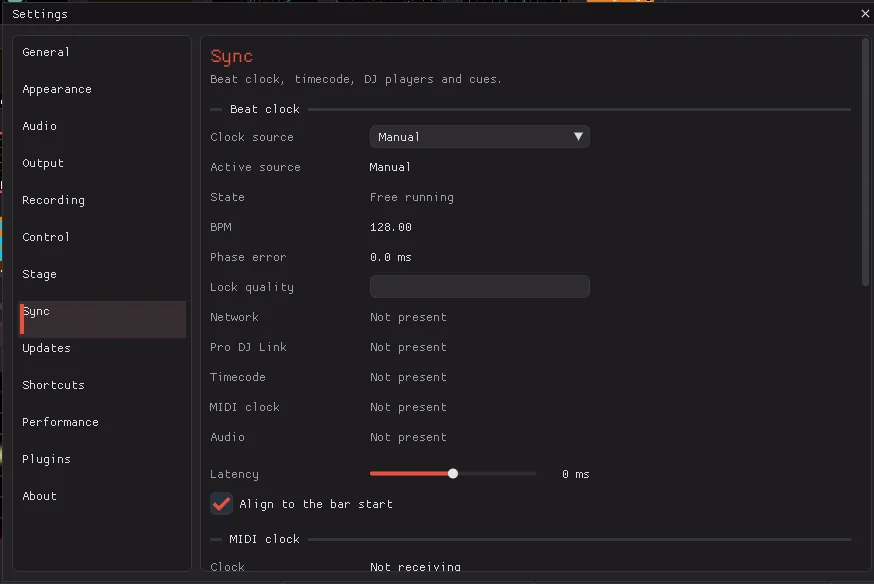 Settings
General
Appearance
Audio
Output
Recording
Control
Stage
Sync
Updates
Shortcuts
Performance
Plugins
About
Sync
Beat clock, timecode, DJ players and cues.
Beat clock
Clock source Manual
Active source Manual
State Free running
BPM 128.00
Phase error 0.0 ms
Lock quality
Network Not present
Pro DJ Link Not present
Timecode Not present
MIDI clock Not present
Audio Not present
Latency 0 ms
Align to the bar start
MIDI clock
Clock Not receiving